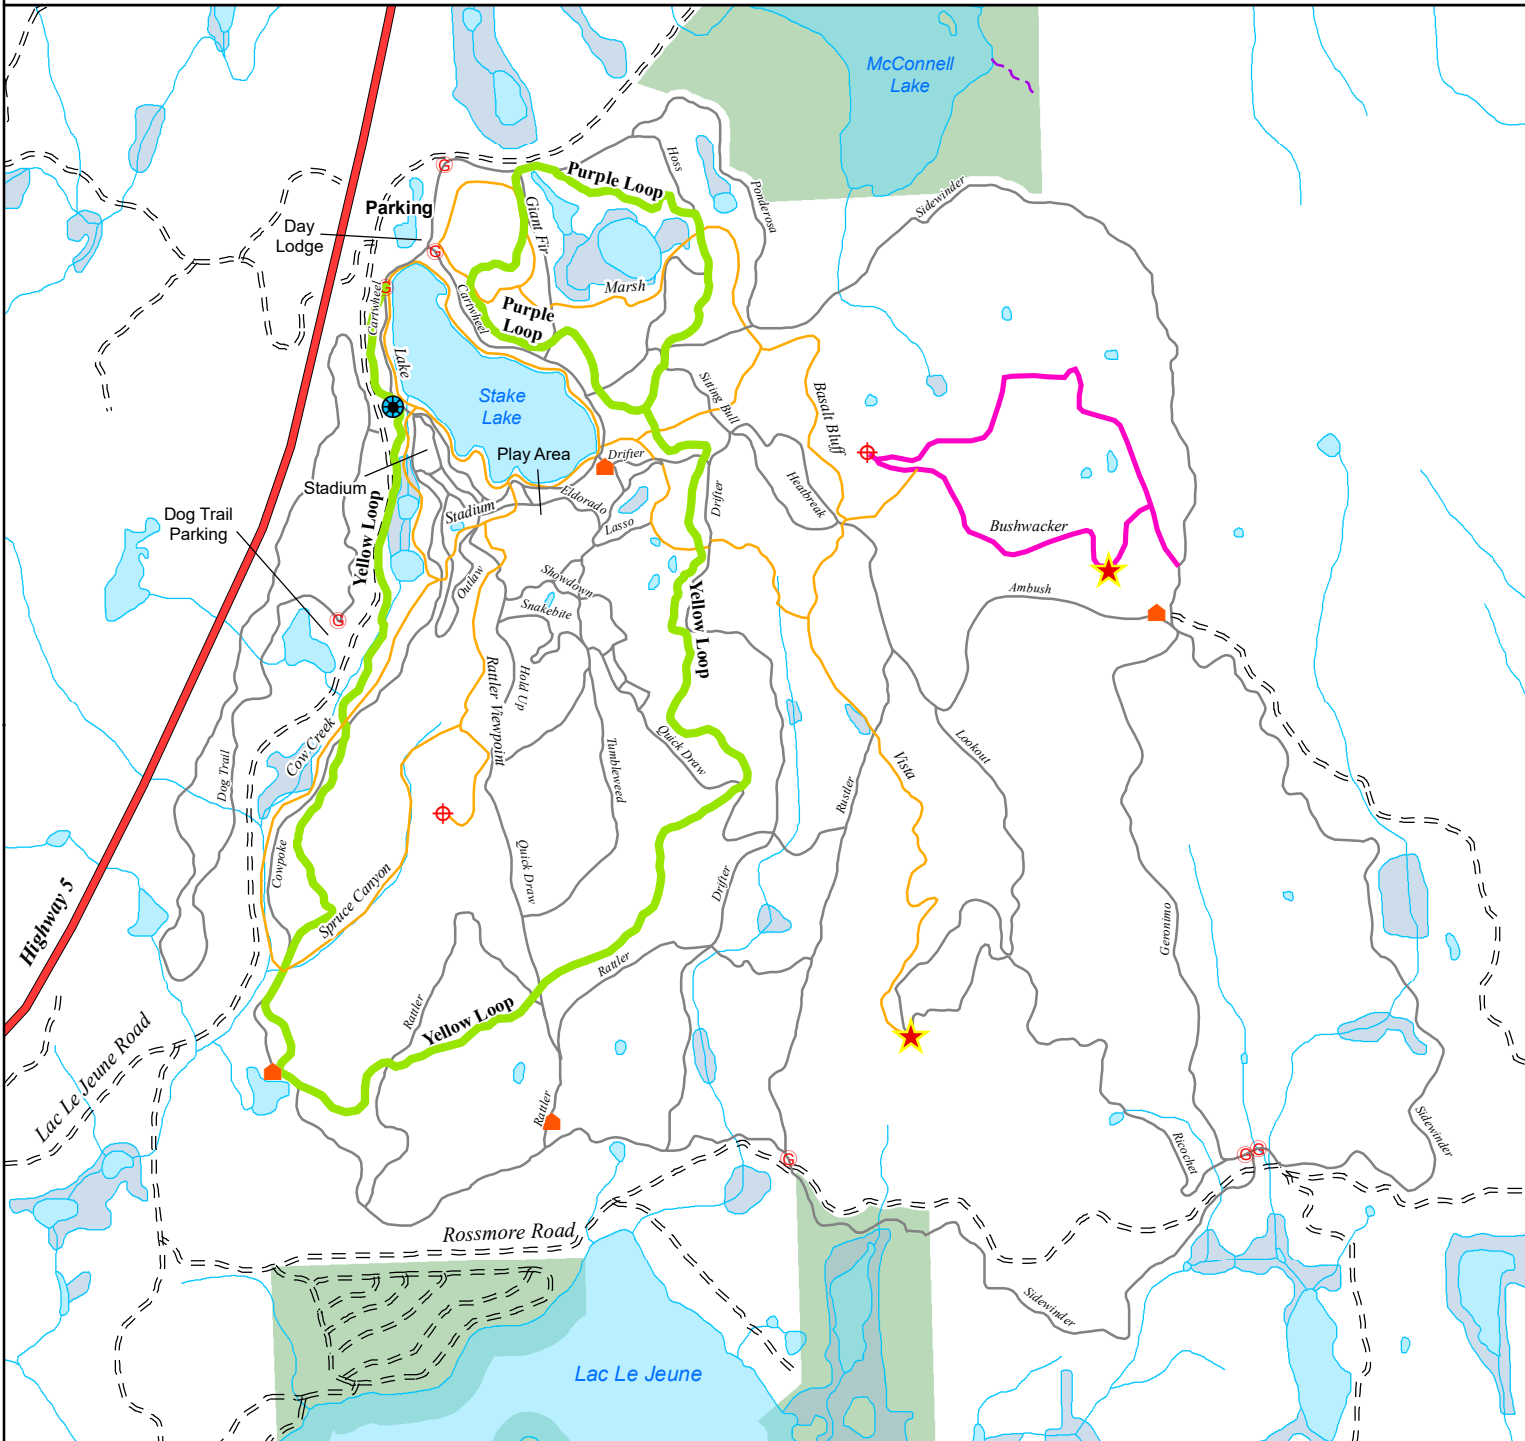 McConnell
Lake
Hoss
Purple Loop
Ponderosa
Sidewinder
Parking
Day
Lodge
Giant Fir
Marsh
Cartwheel
Cartwheel
Purple
Loop
Lake
Stake
Lake
Sitting Bull
Basalt Bluff
Play Area
Drifter
Stadium
Eldorado
Stadium
Lasso
Drifter
Heatbreak
Dog Trail
Parking
Yellow Loop
Bushwacker
Outlaw
Showdown
Snakebite
Ambush
Yellow Loop
Rattler Viewpoint
Hold Up
Cow Creek
Dog Trail
Quick Draw
Tumbleweed
Lookout
Vista
Rustler
Cowpoke
Spruce Canyon
Quick Draw
Drifter
Highway 5
Geronimo
Rattler
Rattler
Yellow Loop
Lac Le Jeune Road
Rattler
Ricochet
Sidewinder
Rossmore Road
Sidewinder
Lac Le Jeune
G
G
G
G
G
G
G